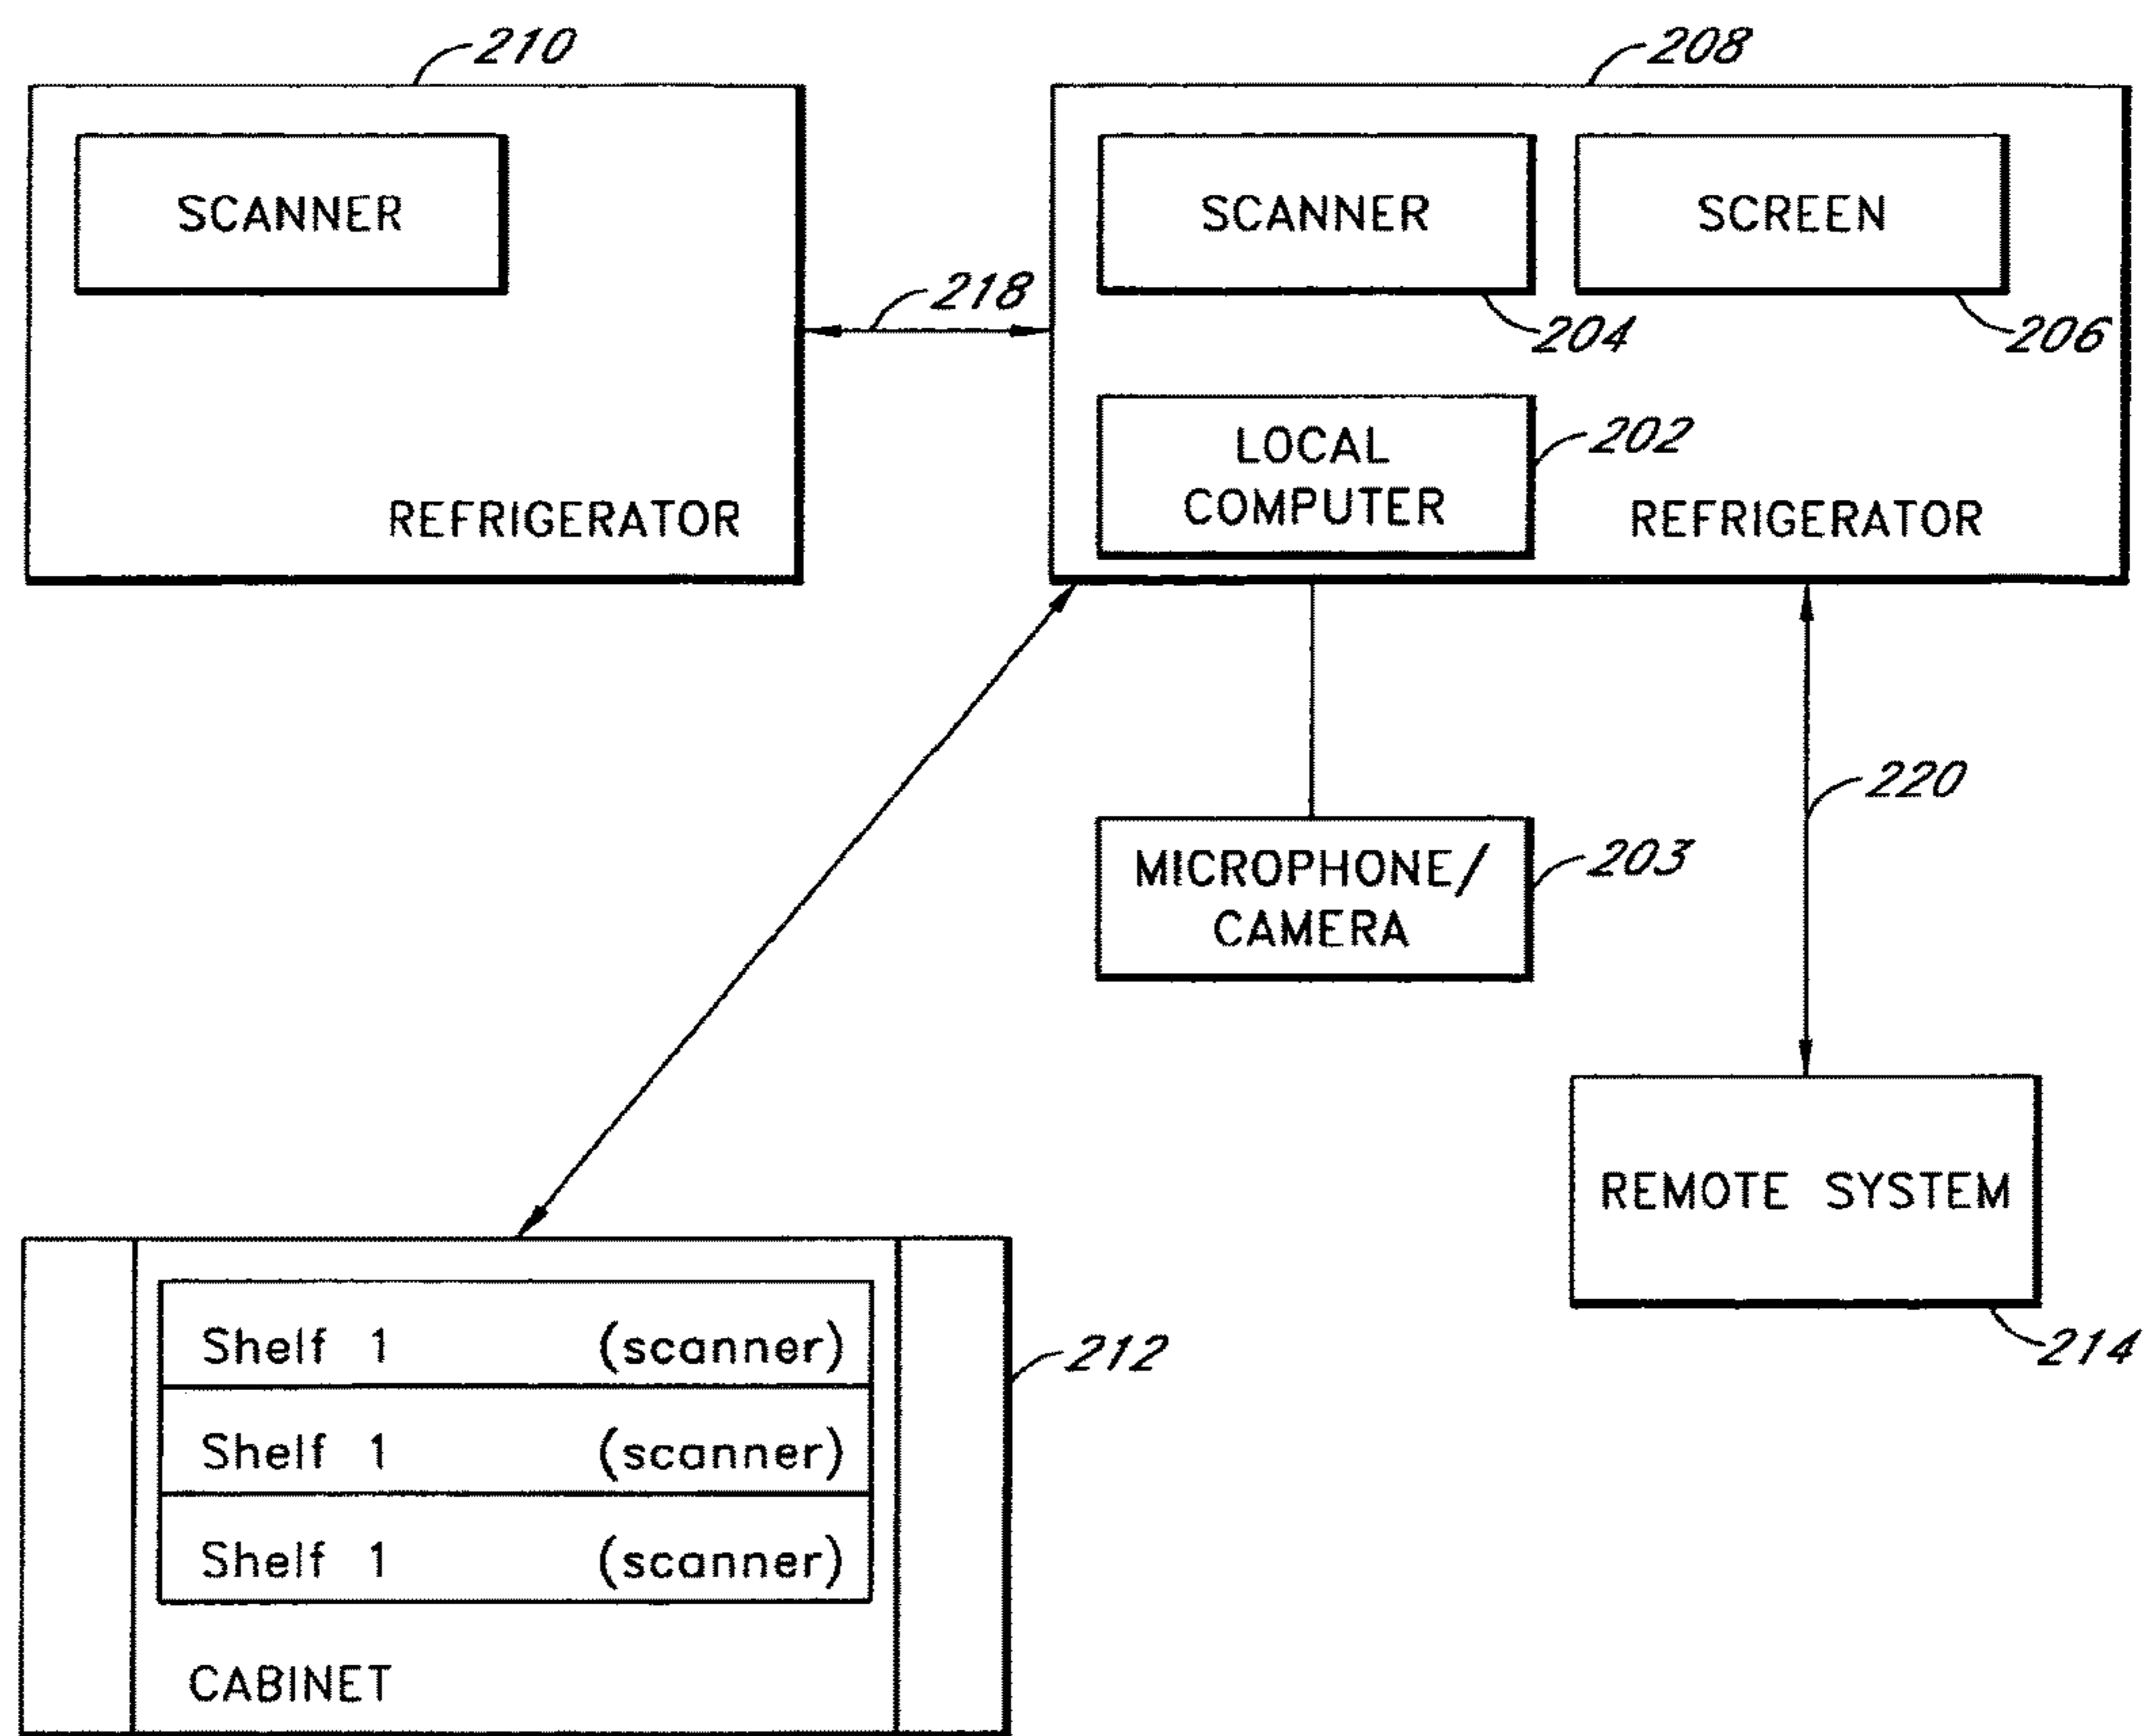 210
208
SCANNER
SCANNER
SCREEN
218
204
206
LOCAL
COMPUTER
202
REFRIGERATOR
REFRIGERATOR
220
MICROPHONE/
CAMERA
203
REMOTE SYSTEM
214
Shelf 1 (scanner)
212
Shelf 1 (scanner)
Shelf 1 (scanner)
CABINET